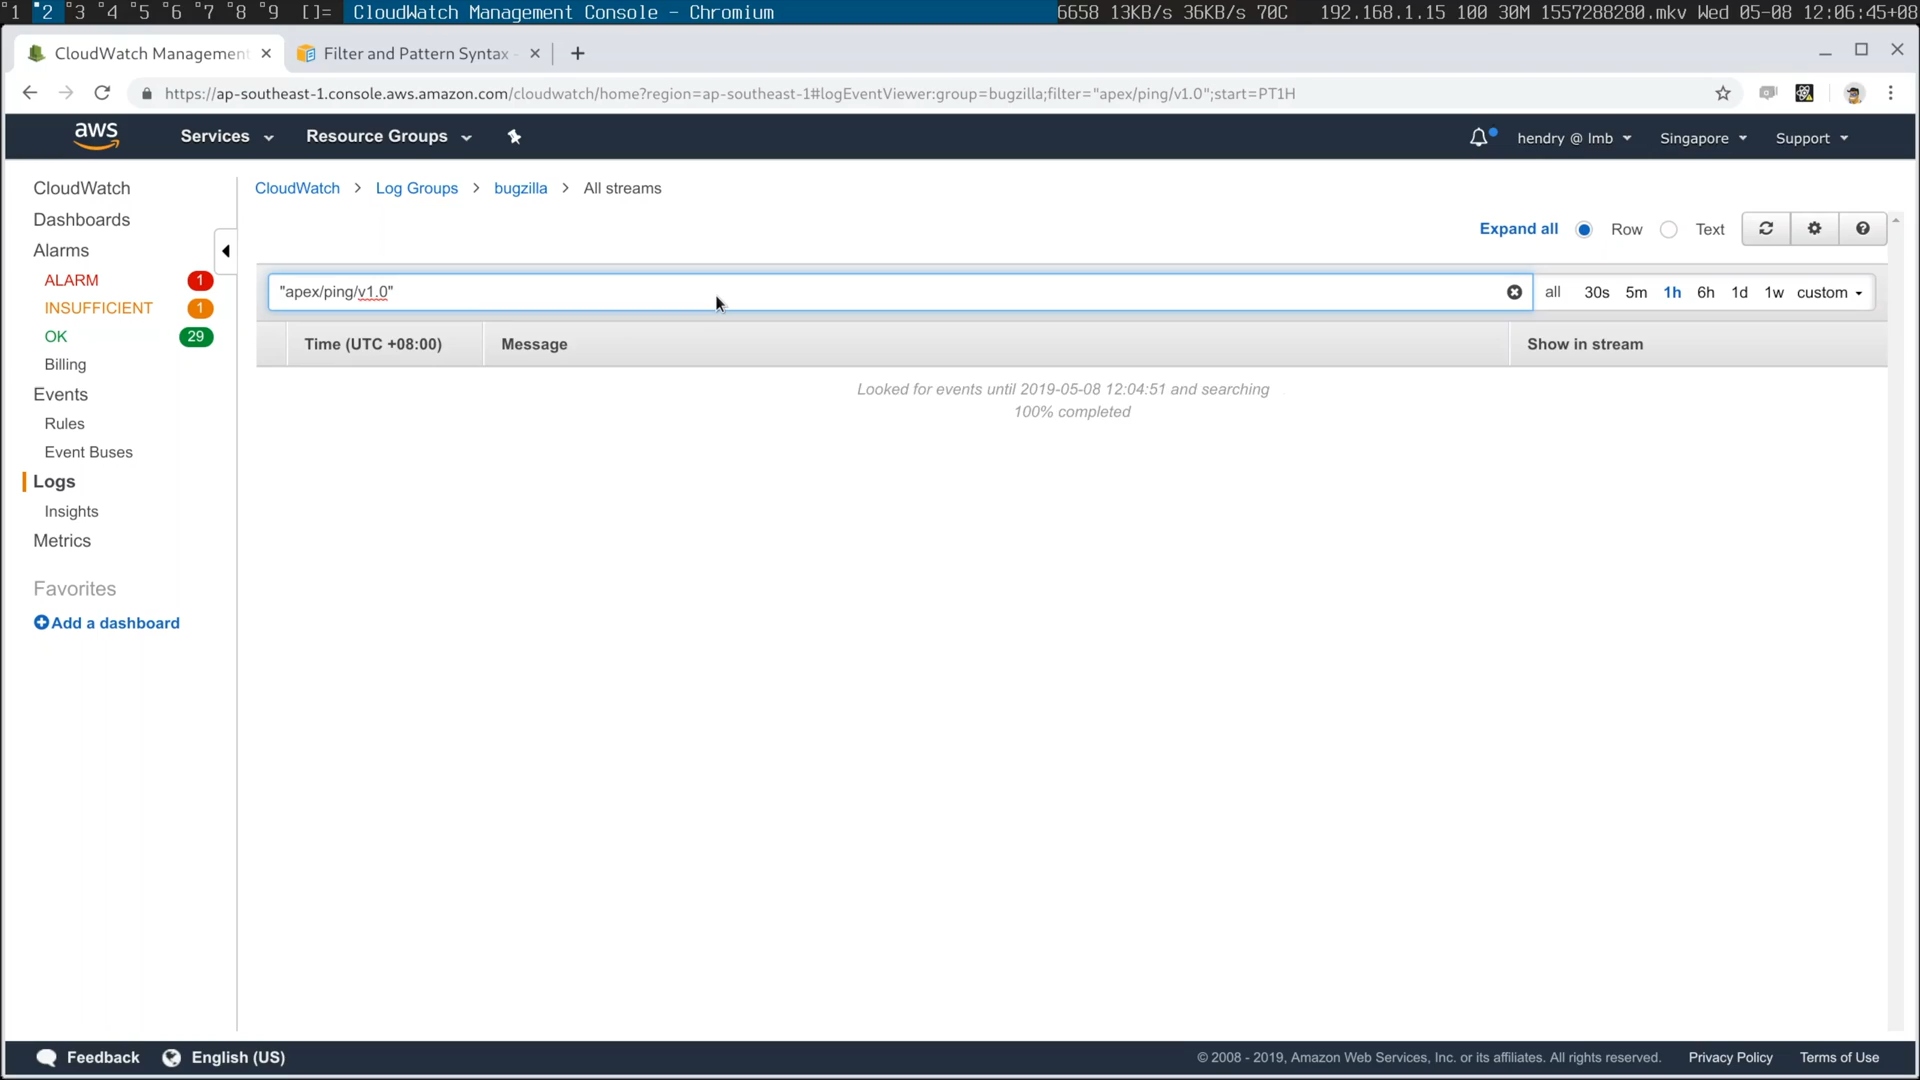 1 2 3 4 5 6 7 8 9 []= CloudWatch Management Console - Chromium 6658 13KB/s 36KB/s 70C 192.168.1.15 100 30M 1557288280.mkv Wed 05-08 12:06:45+08
CloudWatch Management Filter and Pattern Syntax -
https://ap-southeast-1.console.aws.amazon.com/cloudwatch/home?region=ap-southeast-1#logEventViewer:group=bugzilla;filter="apex/ping/v1.0";start=PT1H
aws Services Resource Groups hendry @ lmb Singapore Support
CloudWatch
Dashboards
Alarms
ALARM 1
INSUFFICIENT 1
OK 29
Billing
Events
Rules
Event Buses
Logs
Insights
Metrics
Favorites
Add a dashboard
CloudWatch > Log Groups > bugzilla > All streams
Expand all Row Text
"apex/ping/v1.0" all 30s 5m 1h 6h 1d 1w custom
Time (UTC +08:00) Message Show in stream
Looked for events until 2019-05-08 12:04:51 and searching
100% completed
Feedback English (US) © 2008 - 2019, Amazon Web Services, Inc. or its affiliates. All rights reserved. Privacy Policy Terms of Use